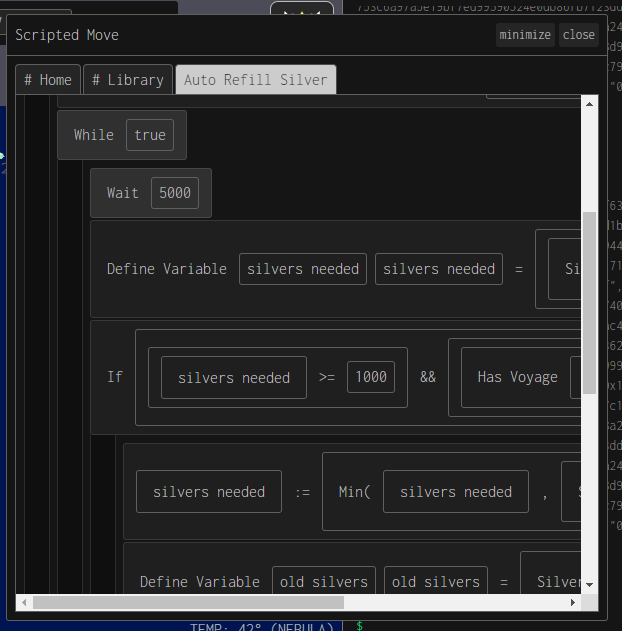 753c6a97a5e19bf7ed99590524e0db86fb7f23dd
Scripted Move minimize close
# Home # Library Auto Refill Silver
While true
Wait 5000
Define Variable silvers needed silvers needed = Si
If silvers needed >= 1000 && Has Voyage
silvers needed := Min( silvers needed ,
Define Variable old silvers old silvers = Silver
TEMP: 42° (NEBULA) $